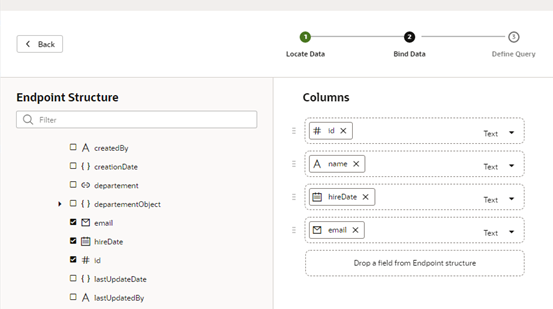 Back
1 2 3
Locate Data Bind Data Define Query
Endpoint Structure
Filter
A createdBy
{ } creationDate
departement
{ } departementObject
email
hireDate
# id
{ } lastUpdateDate
A lastUpdatedBy
Columns
# id × Text
A name × Text
hireDate × Text
email × Text
Drop a field from Endpoint structure